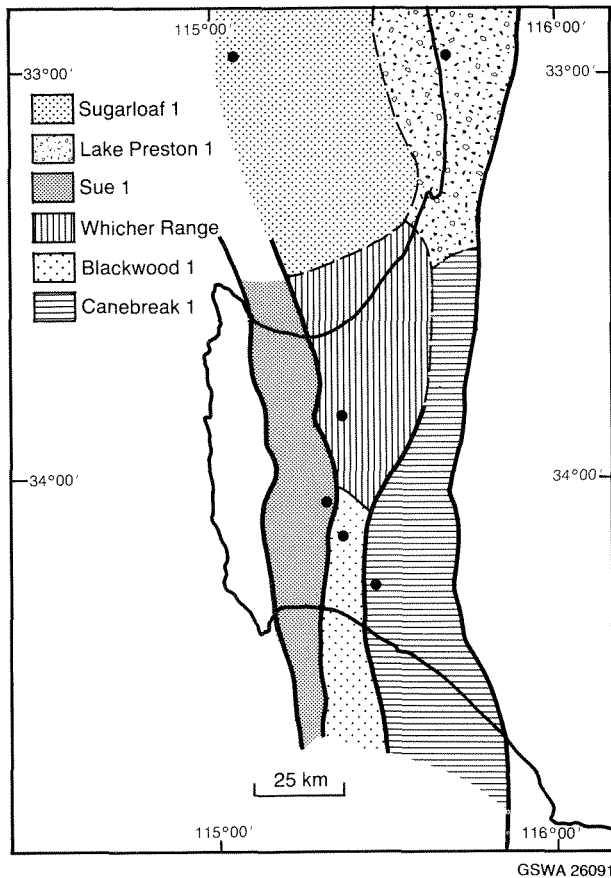 115°00′
116°00′
33°00′
33°00′
Sugarloaf 1
Lake Preston 1
Sue 1
Whicher Range
Blackwood 1
Canebreak 1
34°00′
34°00′
25 km
115°00′
116°00′
GSWA 26091